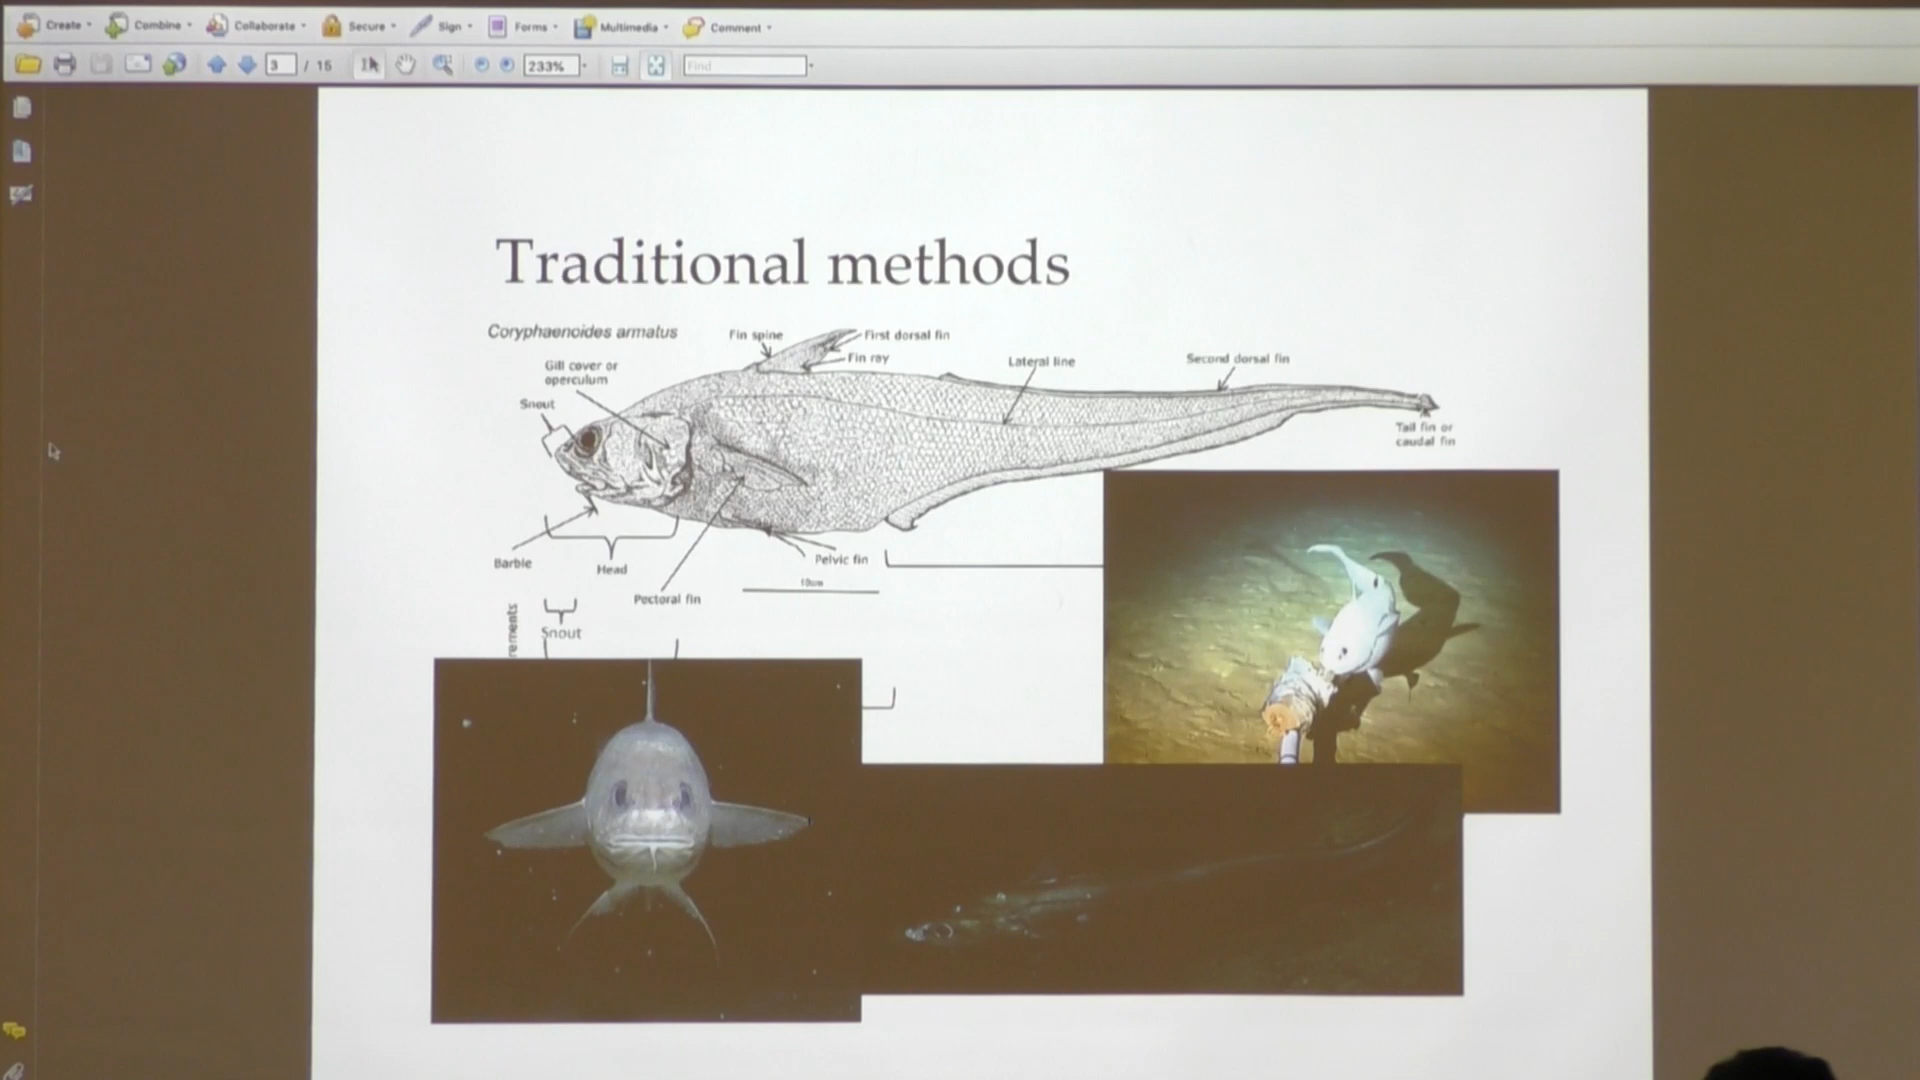 Create Combine Collaborate Secure Sign Forms Multimedia Comment
3 / 15 233% Find
Traditional methods
Coryphaenoides armatus
Fin spine
First dorsal fin
Fin ray
Gill cover or
operculum
Lateral line
Second dorsal fin
Snout
Tail fin or
caudal fin
Barble
Head
Pelvic fin
10cm
Pectoral fin
Snout
rements